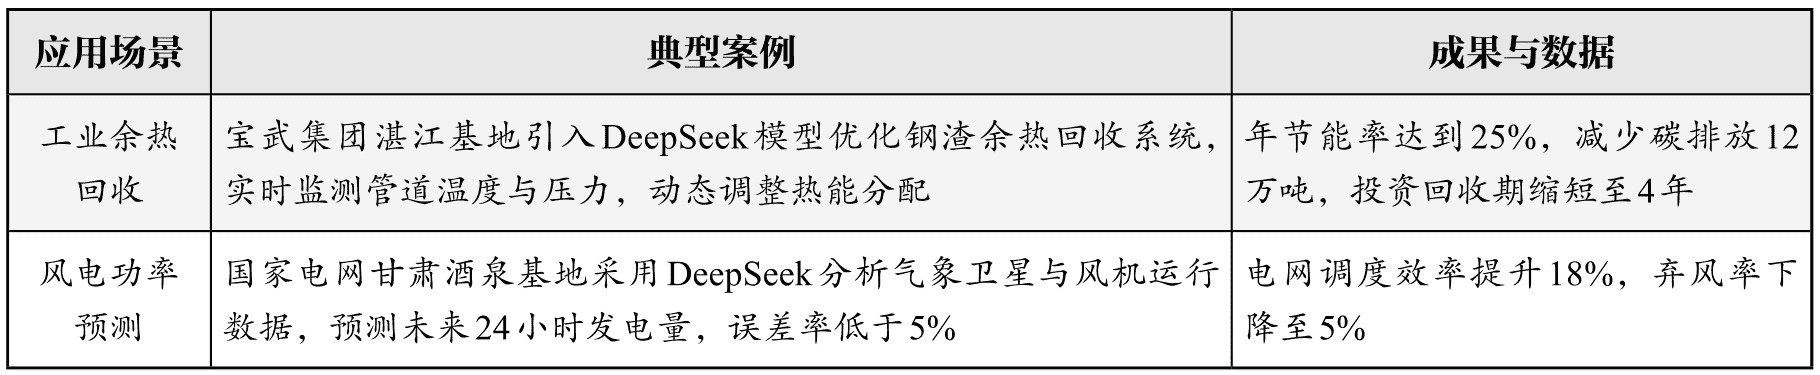 应用场景 典型案例 成果与数据
工业余热 宝武集团湛江基地引入DeepSeek模型优化钢渣余热回收系统， 年节能率达到25%，减少碳排放12
回收 实时监测管道温度与压力，动态调整热能分配 万吨，投资回收期缩短至4年
风电功率 国家电网甘肃酒泉基地采用DeepSeek分析气象卫星与风机运行 电网调度效率提升18%，弃风率下
预测 数据，预测未来24小时发电量，误差率低于5% 降至5%